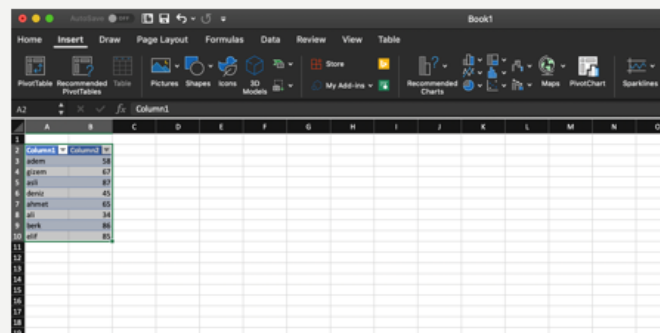 AutoSave OFF Book1
Home Insert Draw Page Layout Formulas Data Review View Table
PivotTable Recommended PivotTables Table Pictures Shapes Icons 3D Models Store My Add-ins Recommended Charts Maps PivotChart Sparklines
A2 fx Column1
A B C D E F G H I J K L M N O
1
2 Column1 Column2
3 adem 58
4 gizem 67
5 asli 87
6 deniz 45
7 ahmet 65
8 ali 34
9 berk 86
10 elif 85
11
12
13
14
15
16
17
18
19